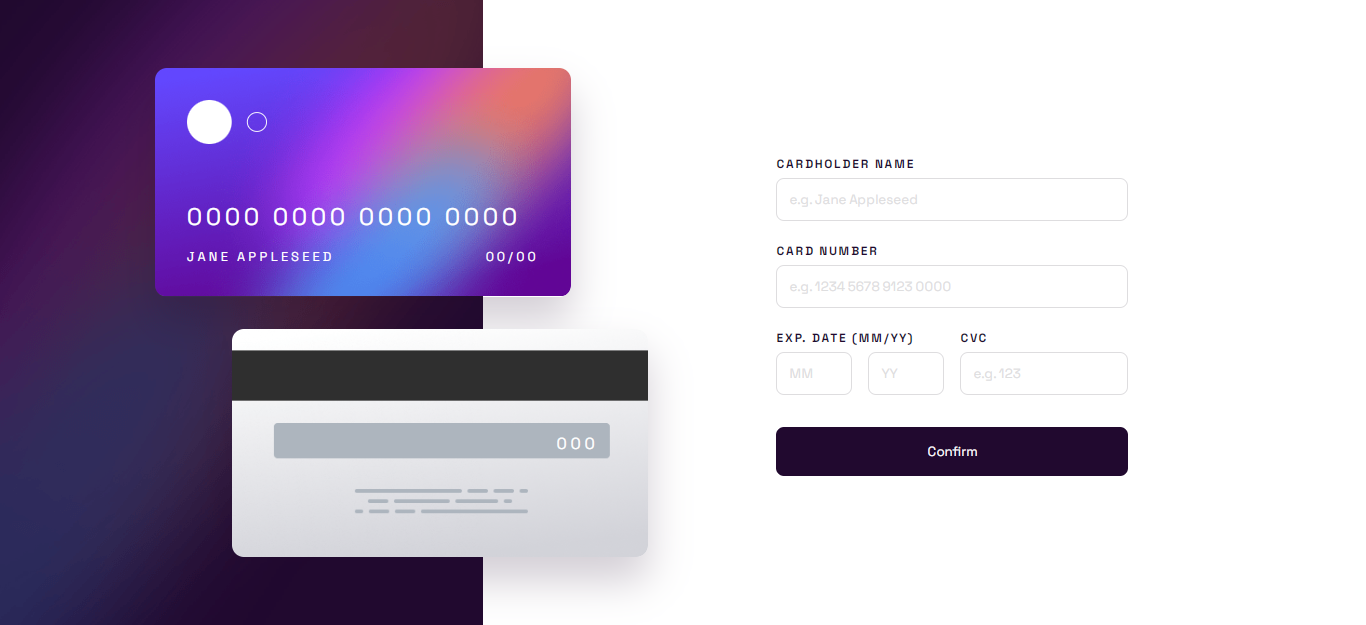 0000 0000 0000 0000
JANE APPLESEED 00/00
000
CARDHOLDER NAME
e.g. Jane Appleseed
CARD NUMBER
e.g. 1234 5678 9123 0000
EXP. DATE (MM/YY) CVC
MM YY e.g. 123
Confirm